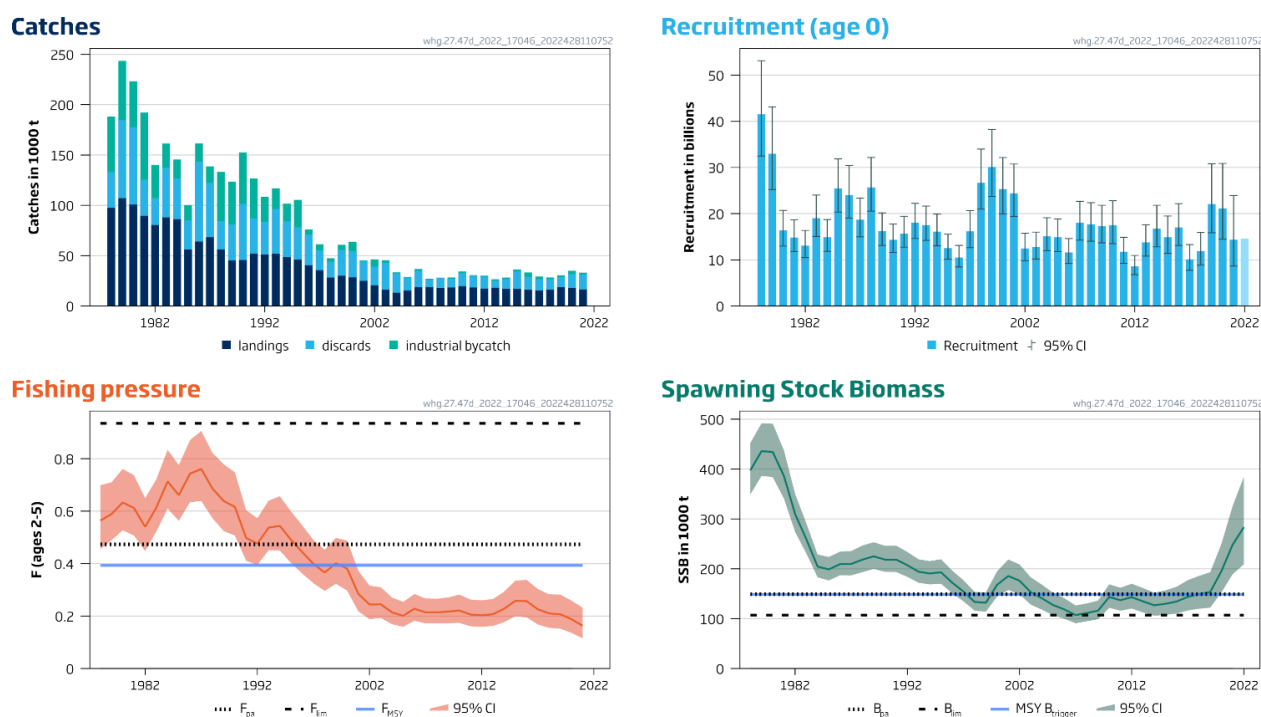 Catches
whg.27.47d_2022_17046_2022428110752
Catches in 1000 t
250
200
150
100
50
0
1982
1992
2002
2012
2022
landings discards industrial bycatch
Recruitment (age 0)
whg.27.47d_2022_17046_2022428110752
Recruitment in billions
50
40
30
20
10
0
1982
1992
2002
2012
2022
Recruitment 95% CI
Fishing pressure
whg.27.47d_2022_17046_2022428110752
F (ages 2-5)
0.8
0.6
0.4
0.2
0
1982
1992
2002
2012
2022
Fpa Flim FMSY 95% CI
Spawning Stock Biomass
whg.27.47d_2022_17046_2022428110752
SSB in 1000 t
500
400
300
200
100
0
1982
1992
2002
2012
2022
Bpa Blim MSY Btrigger 95% CI